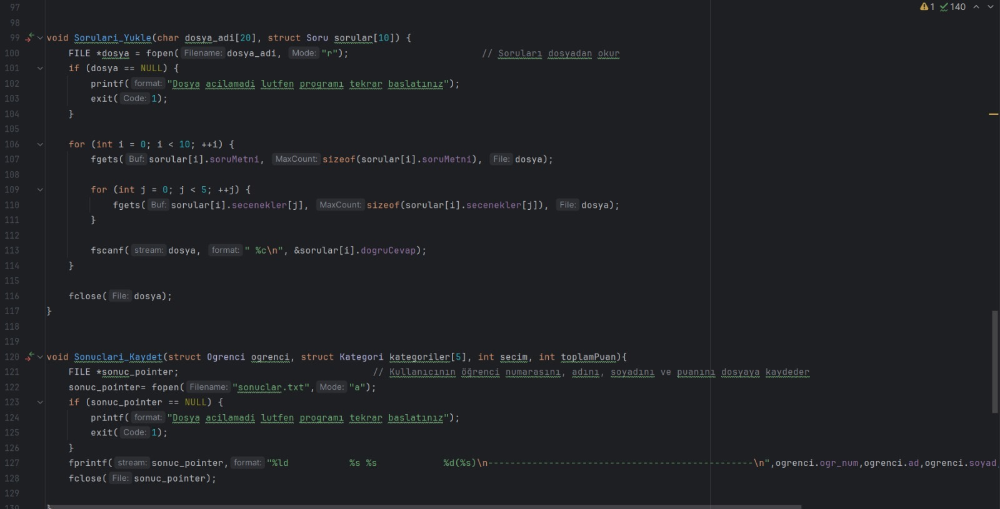 97
98
99 void Sorulari_Yukle(char dosya_adi[20], struct Soru sorular[10]) {
100 FILE *dosya = fopen( Filename: dosya_adi, Mode: "r"); // Soruları dosyadan okur
101 if (dosya == NULL) {
102 printf( format: "Dosya acilamadi lutfen programı tekrar baslatınız");
103 exit( Code: 1);
104 }
105
106 for (int i = 0; i < 10; ++i) {
107 fgets( Buf: sorular[i].soruMetni, MaxCount: sizeof(sorular[i].soruMetni), File: dosya);
108
109 for (int j = 0; j < 5; ++j) {
110 fgets( Buf: sorular[i].secenekler[j], MaxCount: sizeof(sorular[i].secenekler[j]), File: dosya);
111 }
112
113 fscanf( stream: dosya, format: " %c\n", &sorular[i].dogruCevap);
114 }
115
116 fclose( File: dosya);
117 }
118
119
120 void Sonuclari_Kaydet(struct Ogrenci ogrenci, struct Kategori kategoriler[5], int secim, int toplamPuan){
121 FILE *sonuc_pointer; // Kullanıcının öğrenci numarasını, adını, soyadını ve puanını dosyaya kaydeder
122 sonuc_pointer= fopen( Filename: "sonuclar.txt", Mode: "a");
123 if (sonuc_pointer == NULL) {
124 printf( format: "Dosya acilamadi lutfen programı tekrar baslatınız");
125 exit( Code: 1);
126 }
127 fprintf( stream: sonuc_pointer, format: "%ld %s %s %d(%s)\n------------------------------------------------\n",ogrenci.ogr_num,ogrenci.ad,ogrenci.soyad,
128 fclose( File: sonuc_pointer);
129
130 }
1 140